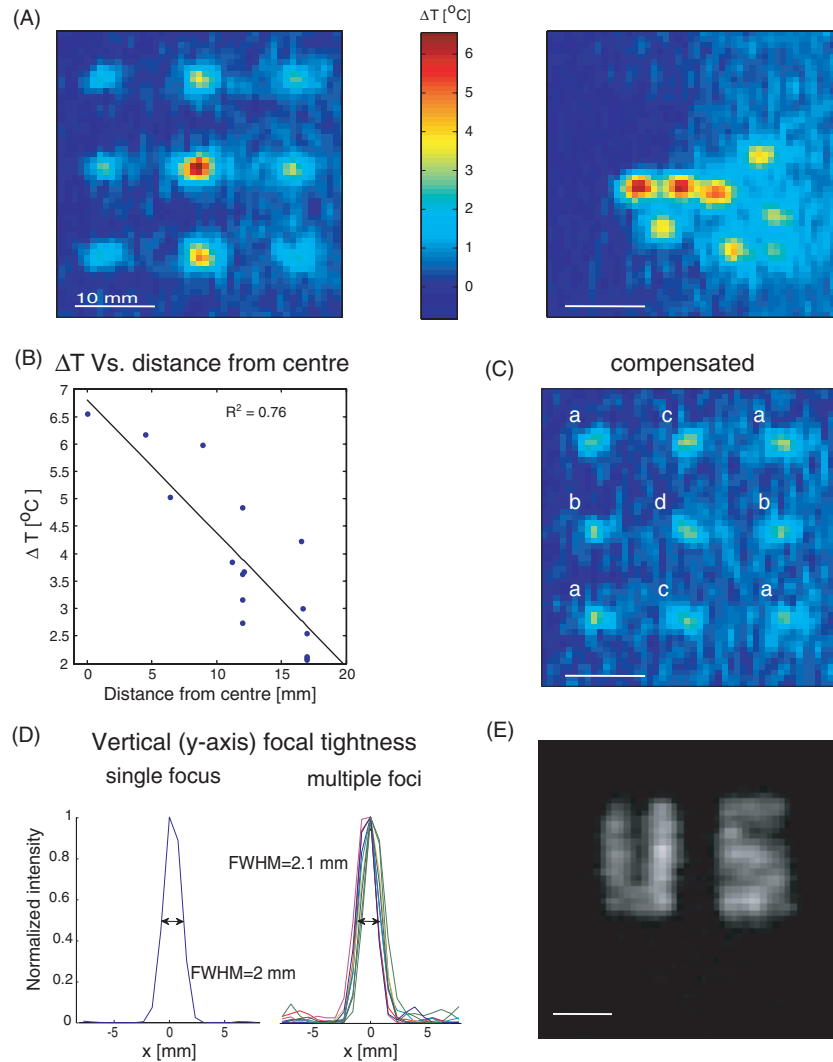 (A)
ΔT [°C]
6
5
4
3
2
1
0
10 mm
(B)
ΔT Vs. distance from centre
7
6.5
6
5.5
5
4.5
4
3.5
3
2.5
2
R² = 0.76
Δ T [°C]
0 5 10 15 20
Distance from centre [mm]
(C)
compensated
a c a
b d b
a c a
(D)
Vertical (y-axis) focal tightness
single focus multiple foci
1
0.8
0.6
0.4
0.2
0
Normalized intensity
FWHM=2 mm
FWHM=2.1 mm
-5 0 5
-5 0 5
x [mm] x [mm]
(E)
US